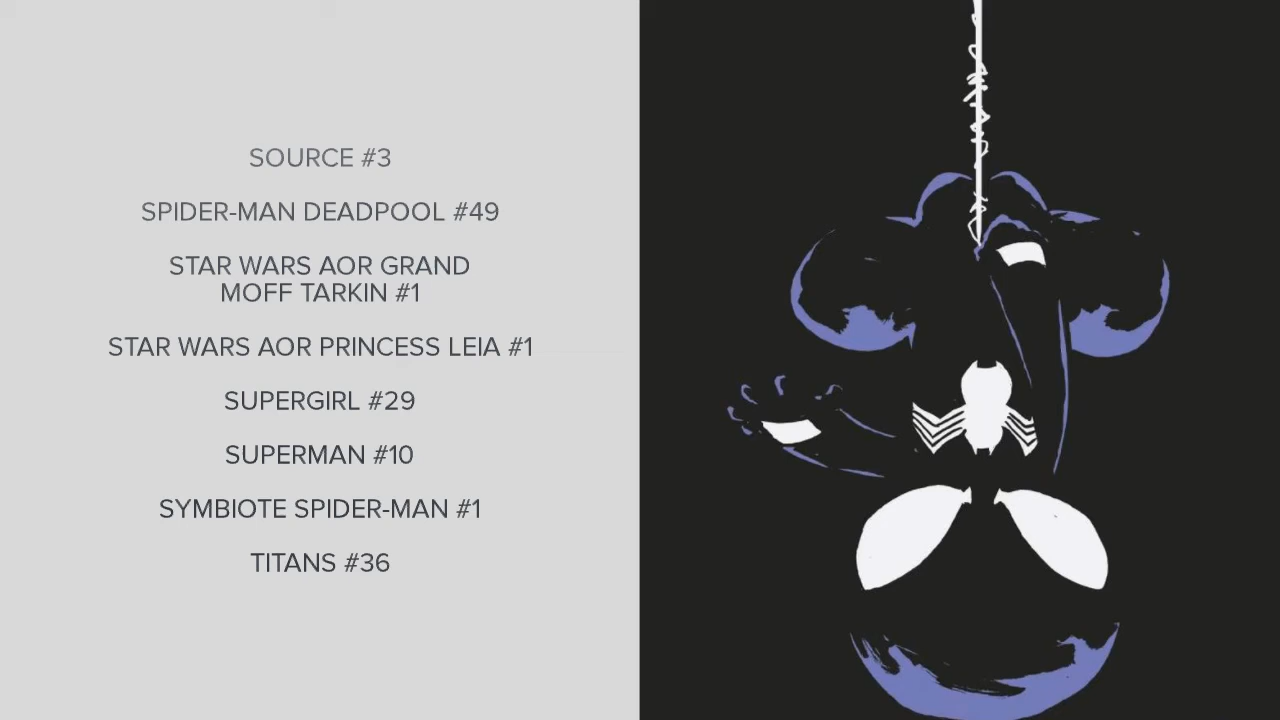 SOURCE #3
SPIDER-MAN DEADPOOL #49
STAR WARS AOR GRAND
MOFF TARKIN #1
STAR WARS AOR PRINCESS LEIA #1
SUPERGIRL #29
SUPERMAN #10
SYMBIOTE SPIDER-MAN #1
TITANS #36